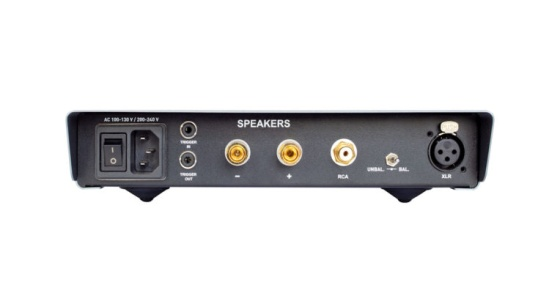 AC 100-130 V / 200-240 V
SPEAKERS
TRIGGER
IN
TRIGGER
OUT
I
O
-
+
RCA
UNBAL.
BAL.
XLR